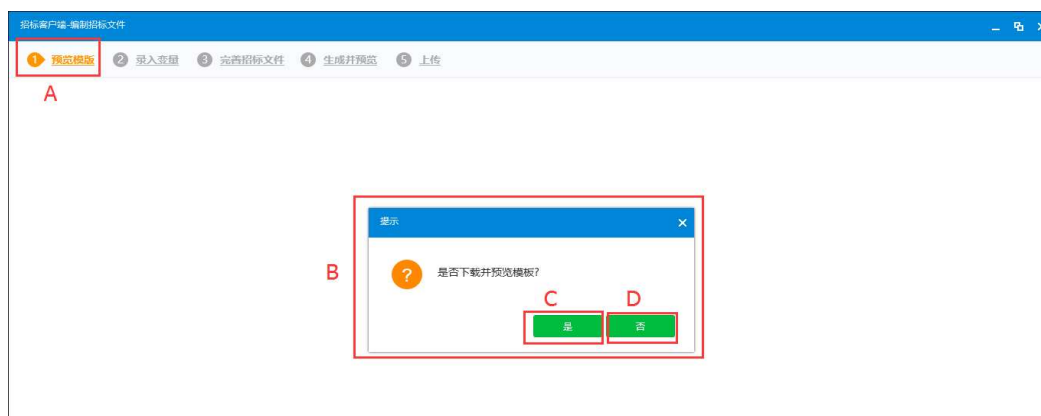 招标客户端-编制招标文件
1 预览模版 2 录入变量 3 完善招标文件 4 生成并预览 5 上传
A
提示
B
? 是否下载并预览模板?
C D
是 否